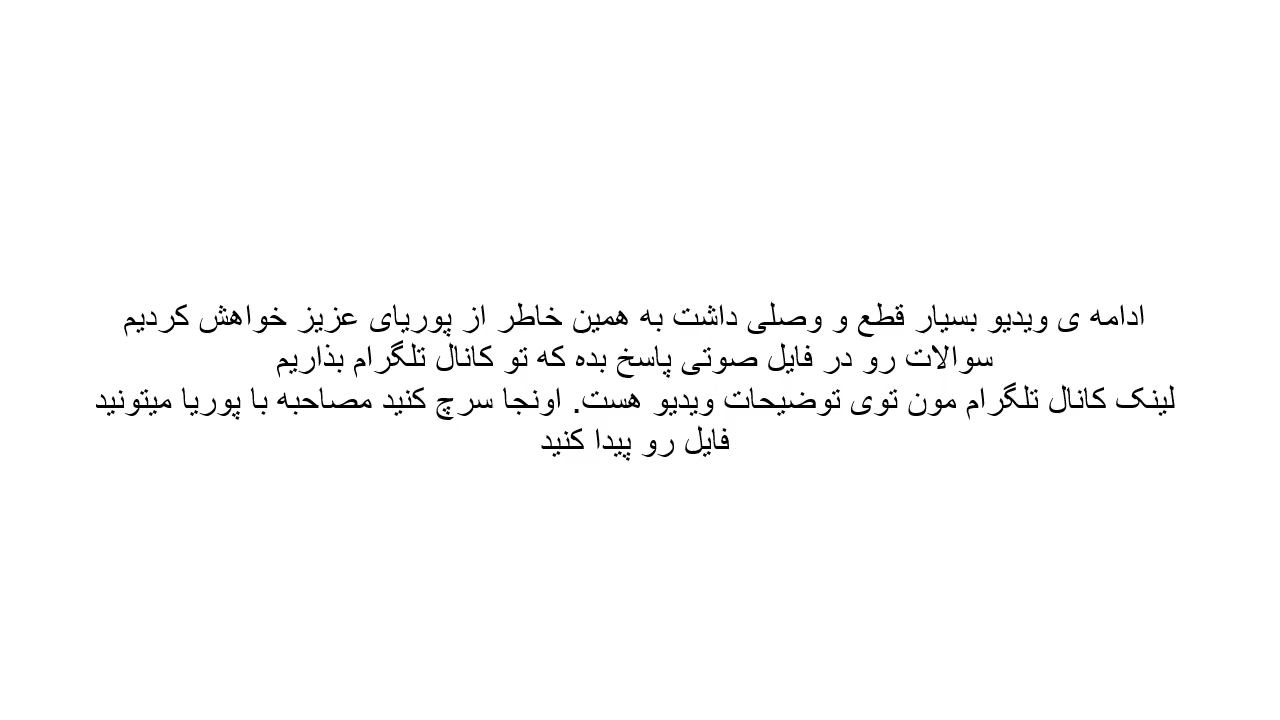 ادامه ی ویدیو بسیار قطع و وصلی داشت به همین خاطر از پوریای عزیز خواهش کردیم
سوالات رو در فایل صوتی پاسخ بده که تو کانال تلگرام بذاریم
لینک کانال تلگرام مون توی توضیحات ویدیو هست. اونجا سرچ کنید مصاحبه با پوریا میتونید
فایل رو پیدا کنید